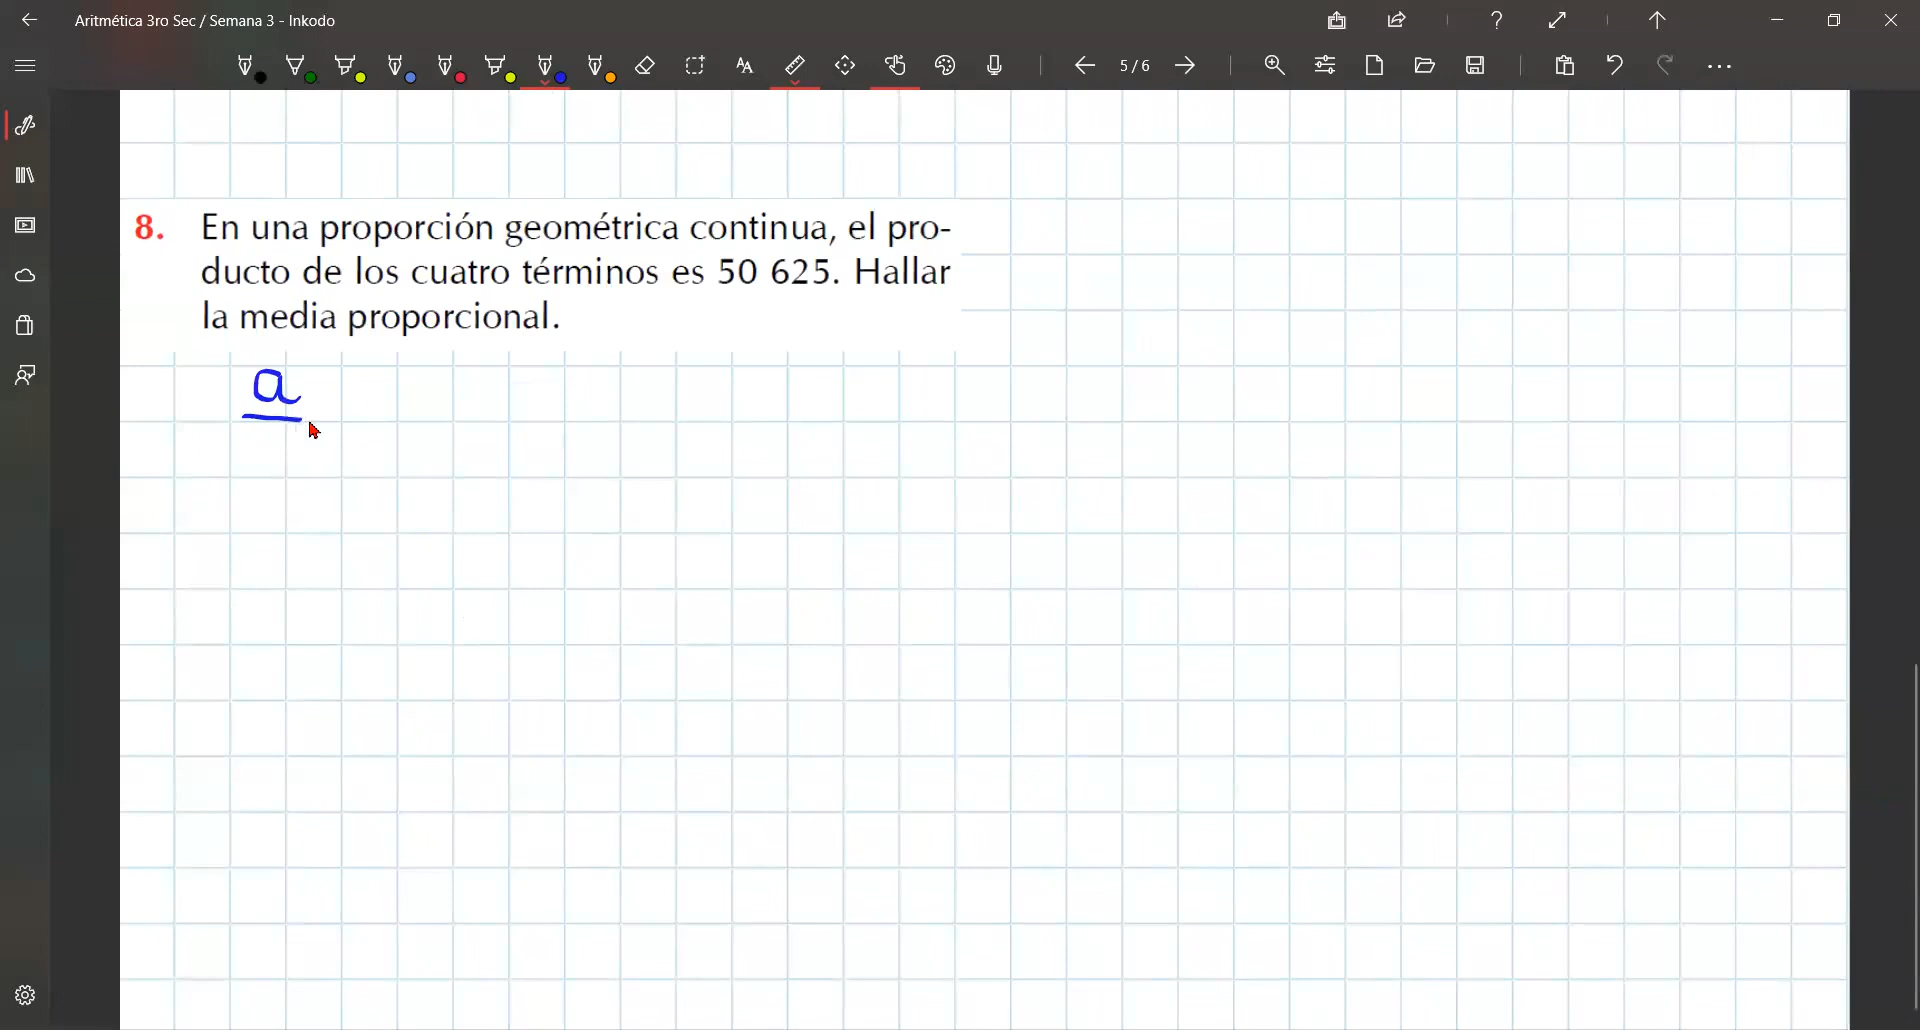 Aritmética 3ro Sec / Semana 3 - Inkodo
5 / 6
8. En una proporción geométrica continua, el pro-
ducto de los cuatro términos es 50 625. Hallar
la media proporcional.
a